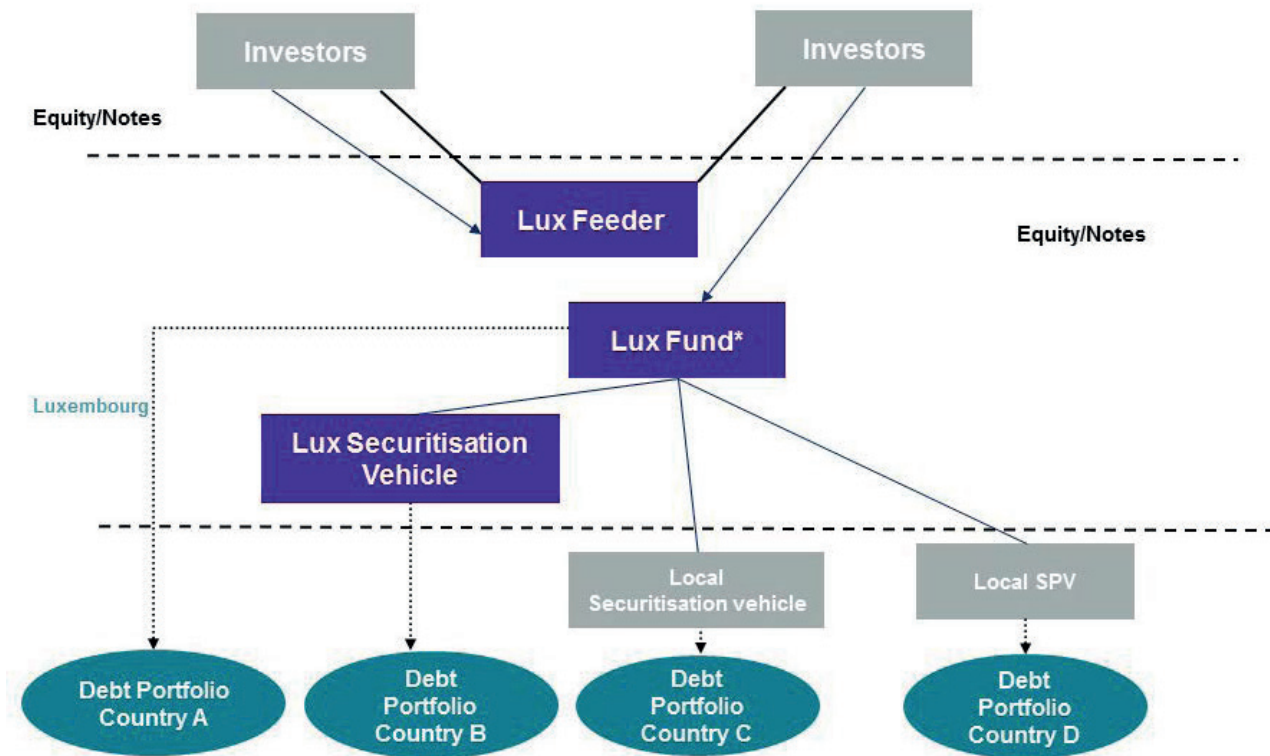 Investors
Investors
Equity/Notes
Lux Feeder
Equity/Notes
Lux Fund*
Luxembourg
Lux Securitisation
Vehicle
Local
Securitisation vehicle
Local SPV
Debt Portfolio
Country A
Debt
Portfolio
Country B
Debt
Portfolio
Country C
Debt
Portfolio
Country D